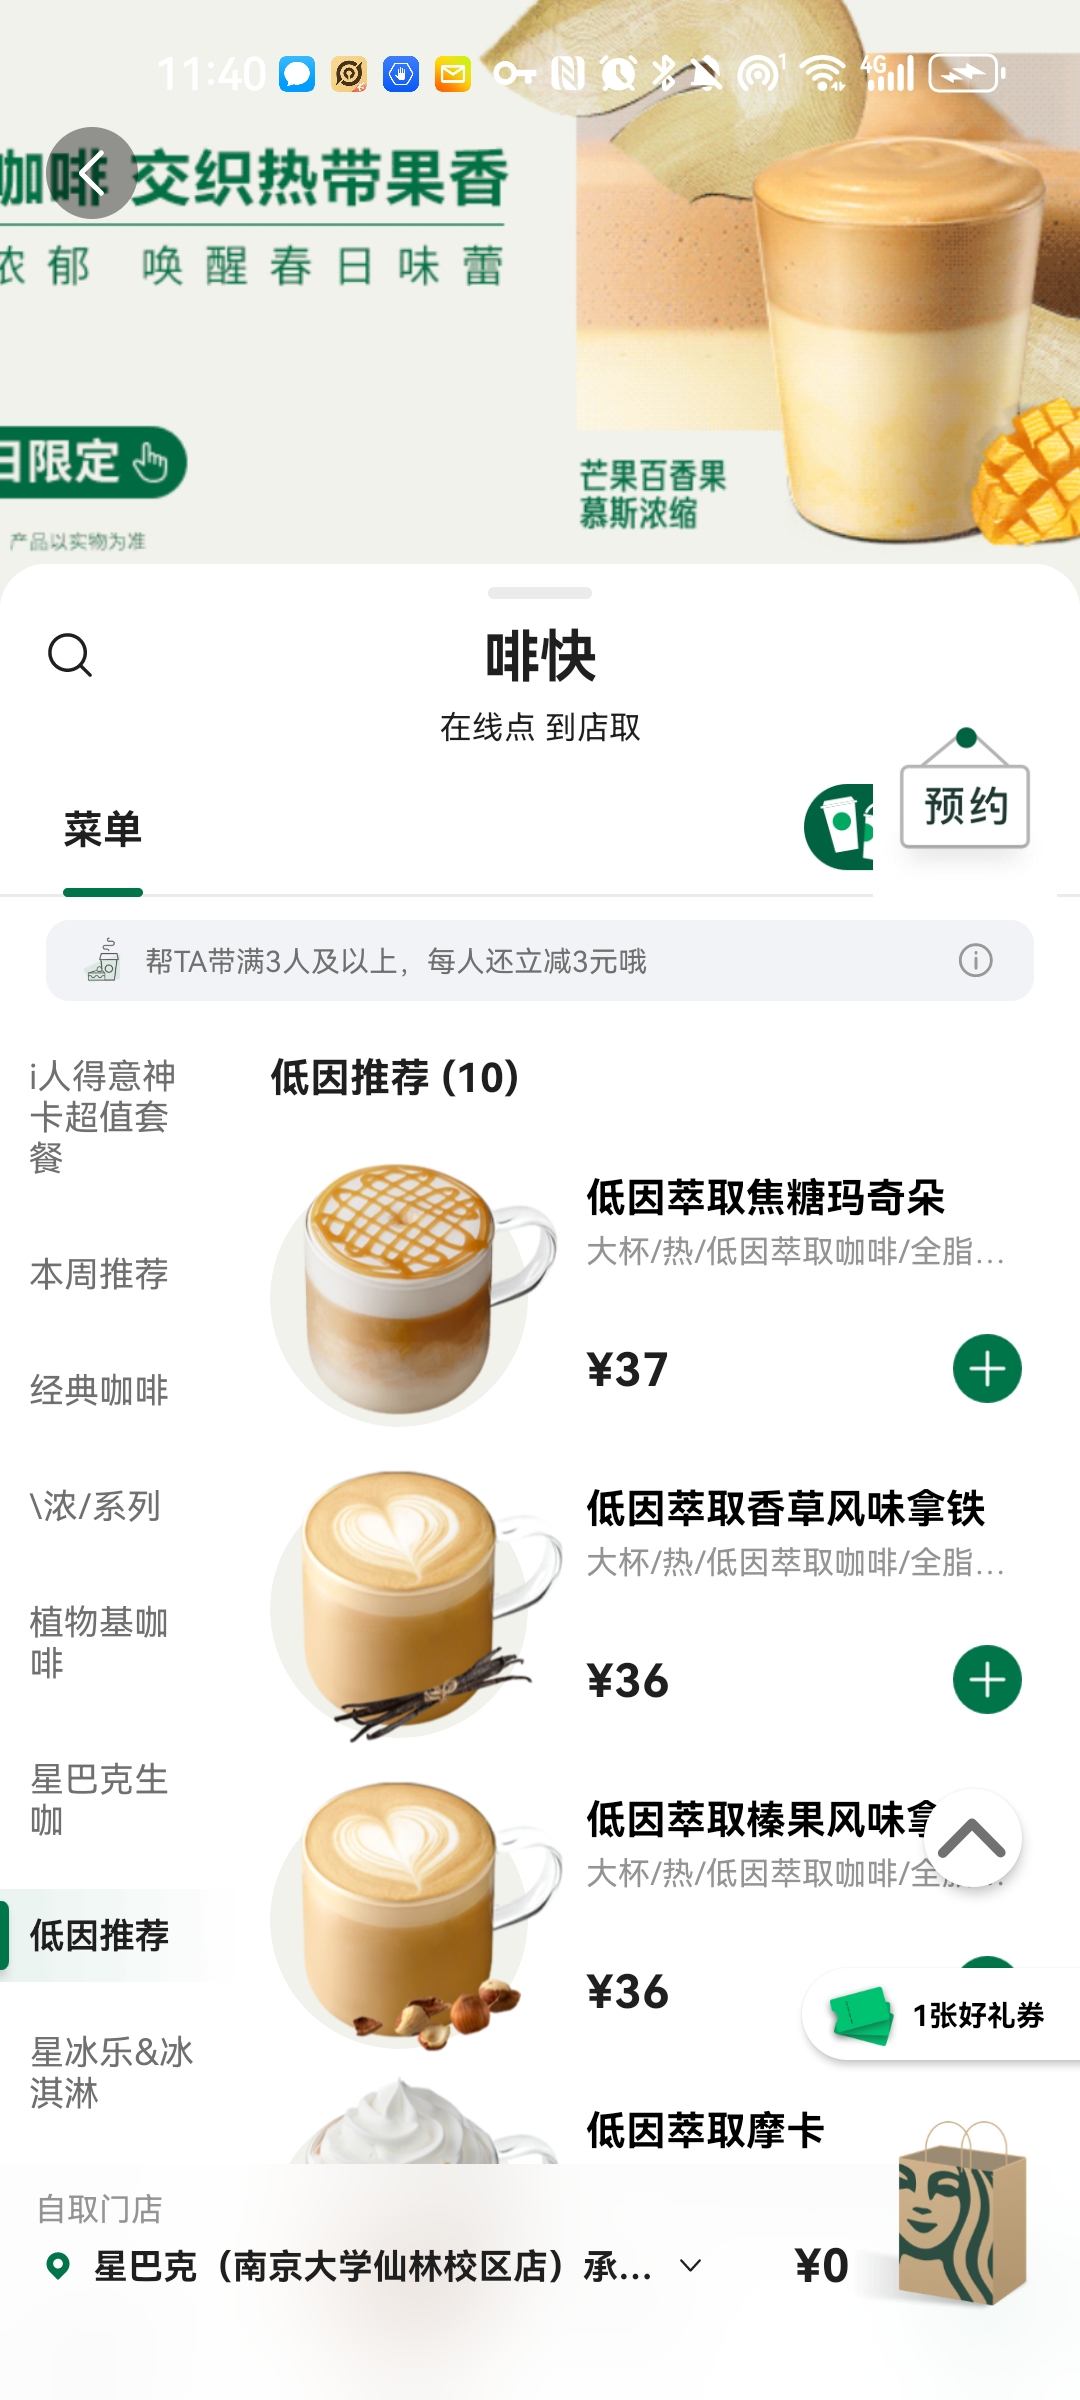 11:40
4G
1
咖啡 交织热带果香
浓郁 唤醒春日味蕾
日限定
产品以实物为准
芒果百香果
慕斯浓缩
啡快
在线点 到店取
预约
菜单
帮TA带满3人及以上，每人还立减3元哦
i人得意神
卡超值套
餐
本周推荐
经典咖啡
\浓/系列
植物基咖
啡
星巴克生
咖
低因推荐
星冰乐&冰
淇淋
低因推荐 (10)
低因萃取焦糖玛奇朵
大杯/热/低因萃取咖啡/全脂...
¥37
低因萃取香草风味拿铁
大杯/热/低因萃取咖啡/全脂...
¥36
低因萃取榛果风味拿
大杯/热/低因萃取咖啡/全脂...
¥36
1张好礼券
低因萃取摩卡
自取门店
星巴克（南京大学仙林校区店）承...
¥0